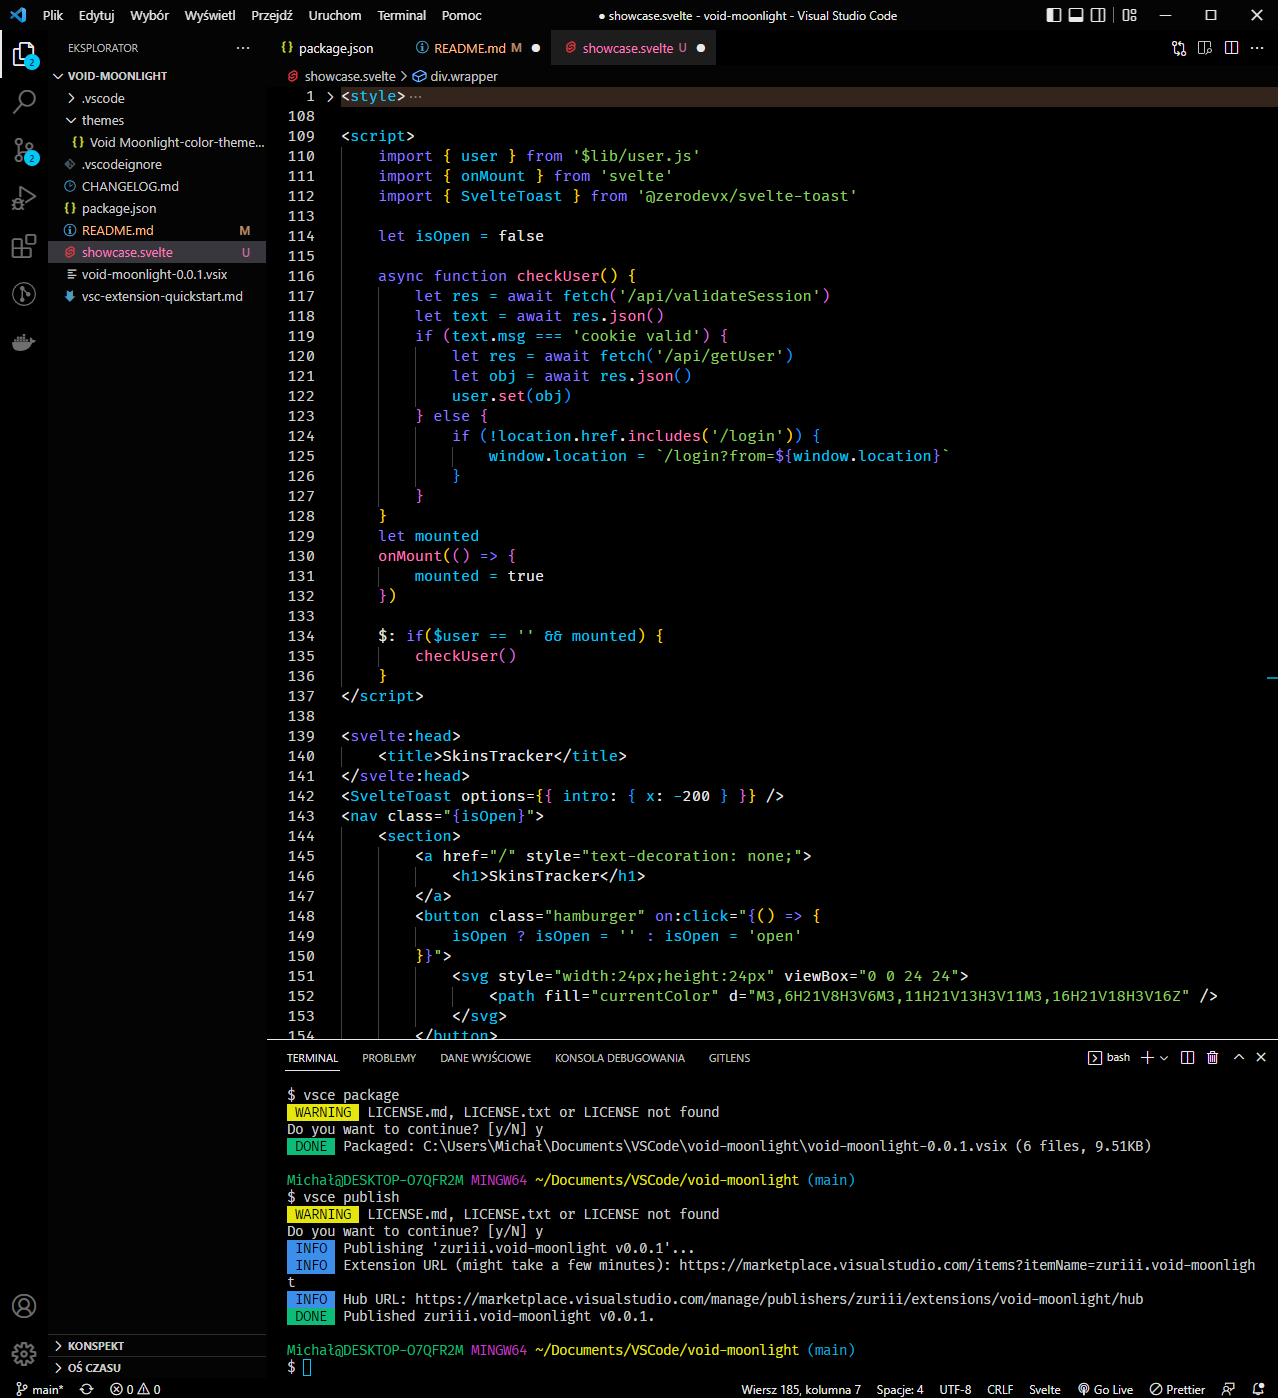 Plik Edytuj Wybór Wyświetl Przejdź Uruchom Terminal Pomoc ● showcase.svelte - void-moonlight - Visual Studio Code
EKSPLORATOR ···
{} package.json README.md M ● showcase.svelte U ●
2
showcase.svelte > div.wrapper
VOID-MOONLIGHT
.vscode
themes
{} Void Moonlight-color-theme...
.vscodeignore
CHANGELOG.md
{} package.json
README.md M
showcase.svelte U
void-moonlight-0.0.1.vsix
vsc-extension-quickstart.md
2
1 <style> ···
108
109 <script>
110     import { user } from '$lib/user.js'
111     import { onMount } from 'svelte'
112     import { SvelteToast } from '@zerodevx/svelte-toast'
113
114     let isOpen = false
115
116     async function checkUser() {
117         let res = await fetch('/api/validateSession')
118         let text = await res.json()
119         if (text.msg === 'cookie valid') {
120             let res = await fetch('/api/getUser')
121             let obj = await res.json()
122             user.set(obj)
123         } else {
124             if (!location.href.includes('/login')) {
125                 window.location = `/login?from=${window.location}`
126             }
127         }
128     }
129     let mounted
130     onMount(() => {
131         mounted = true
132     })
133
134     $: if($user == '' && mounted) {
135         checkUser()
136     }
137 </script>
138
139 <svelte:head>
140     <title>SkinsTracker</title>
141 </svelte:head>
142 <SvelteToast options={{ intro: { x: -200 } }} />
143 <nav class="{isOpen}">
144     <section>
145         <a href="/" style="text-decoration: none;">
146             <h1>SkinsTracker</h1>
147         </a>
148         <button class="hamburger" on:click="{() => {
149             isOpen ? isOpen = '' : isOpen = 'open'
150         }}">
151             <svg style="width:24px;height:24px" viewBox="0 0 24 24">
152                 <path fill="currentColor" d="M3,6H21V8H3V6M3,11H21V13H3V11M3,16H21V18H3V16Z" />
153             </svg>
154         </button>
TERMINAL PROBLEMY DANE WYJŚCIOWE KONSOLA DEBUGOWANIA GITLENS bash
$ vsce package
WARNING LICENSE.md, LICENSE.txt or LICENSE not found
Do you want to continue? [y/N] y
DONE Packaged: C:\Users\Michał\Documents\VSCode\void-moonlight\void-moonlight-0.0.1.vsix (6 files, 9.51KB)
Michał@DESKTOP-O7QFR2M MINGW64 ~/Documents/VSCode/void-moonlight (main)
$ vsce publish
WARNING LICENSE.md, LICENSE.txt or LICENSE not found
Do you want to continue? [y/N] y
INFO Publishing 'zuriii.void-moonlight v0.0.1'...
INFO Extension URL (might take a few minutes): https://marketplace.visualstudio.com/items?itemName=zuriii.void-moonligh
t
INFO Hub URL: https://marketplace.visualstudio.com/manage/publishers/zuriii/extensions/void-moonlight/hub
DONE Published zuriii.void-moonlight v0.0.1.
Michał@DESKTOP-O7QFR2M MINGW64 ~/Documents/VSCode/void-moonlight (main)
$
KONSPEKT
OŚ CZASU
main* 0 0 Wiersz 185, kolumna 7 Spacje: 4 UTF-8 CRLF Svelte Go Live Prettier